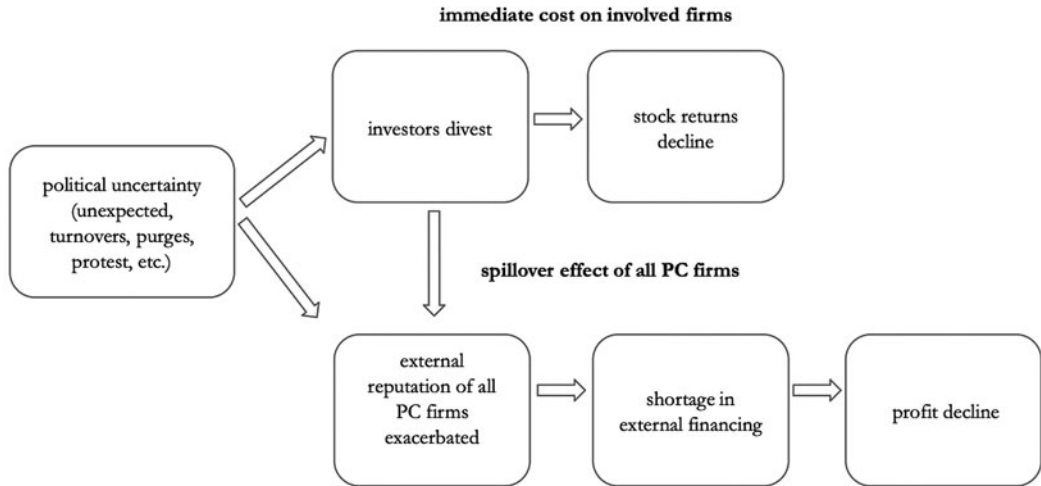 immediate cost on involved firms
investors divest
stock returns
decline
political uncertainty
(unexpected,
turnovers, purges,
protest, etc.)
spillover effect of all PC firms
external
reputation of all
PC firms
exacerbated
shortage in
external financing
profit decline